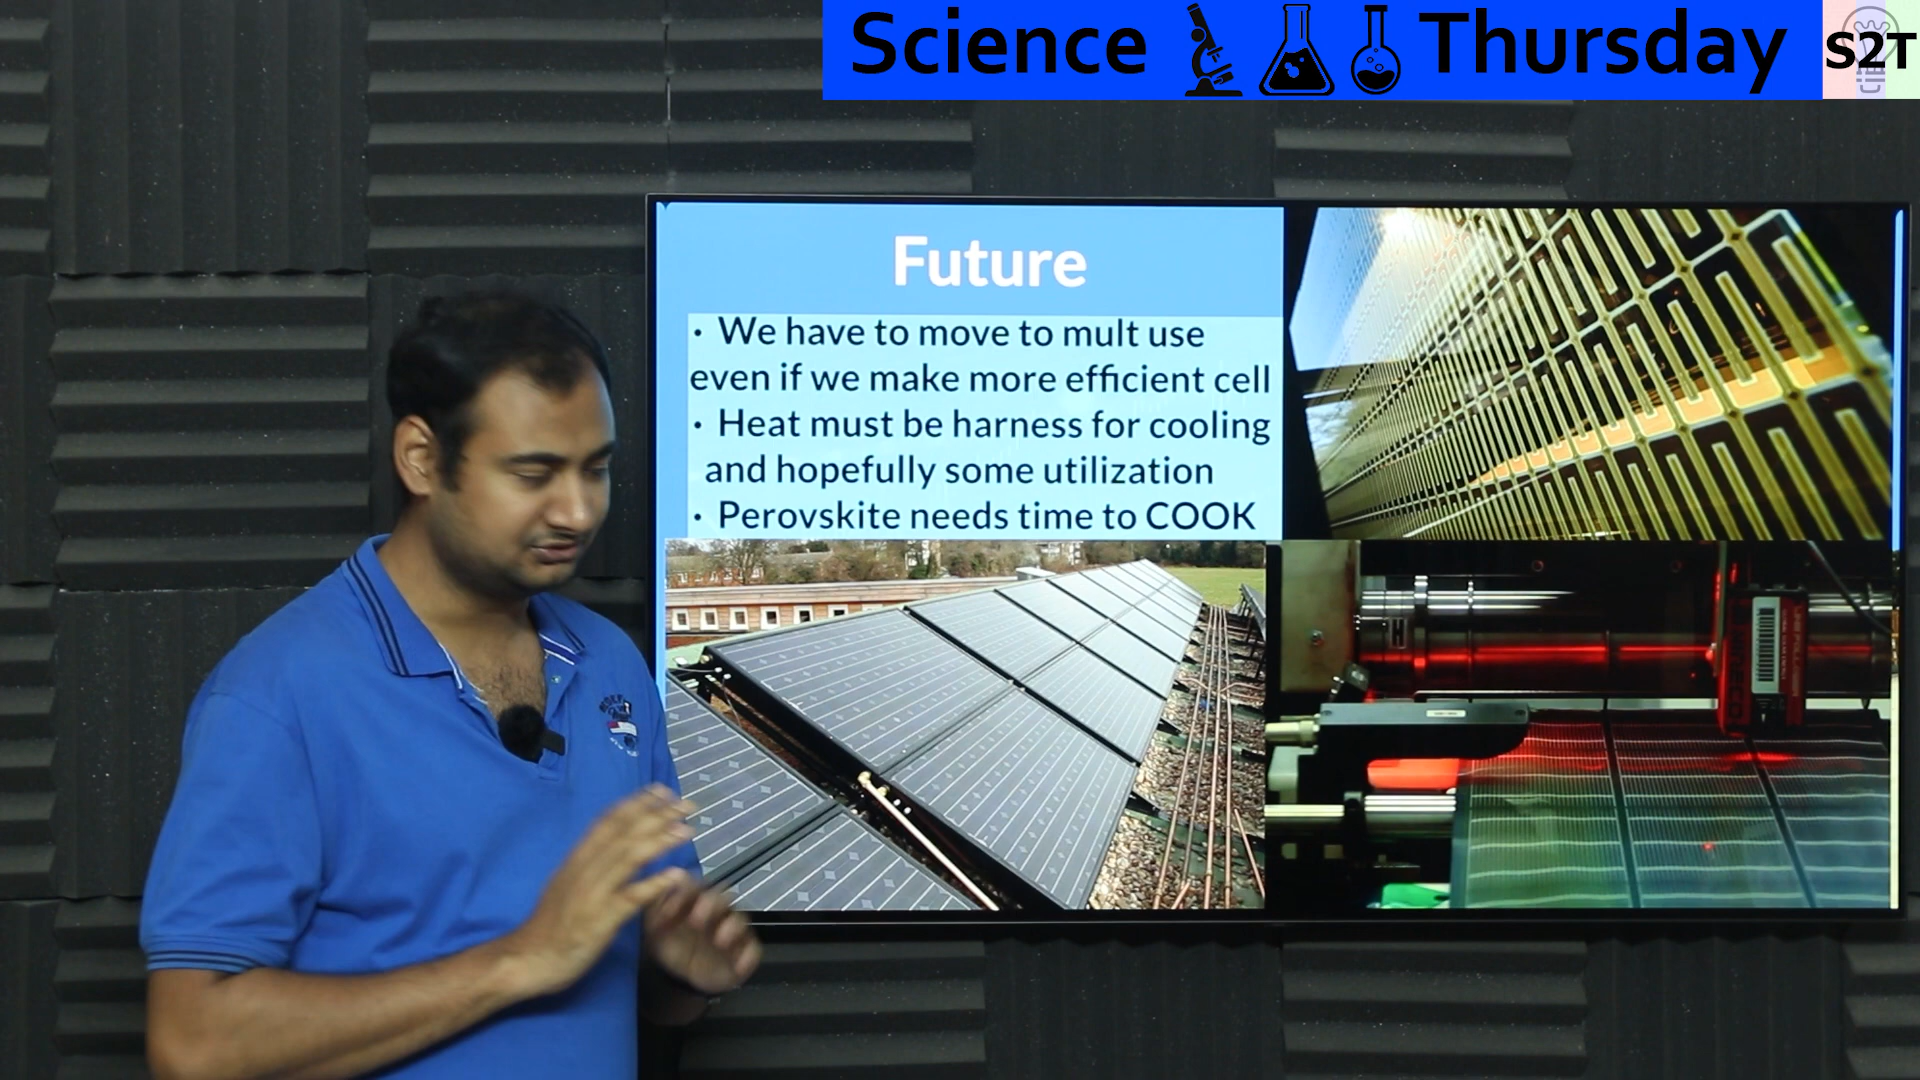 Science Thursday
S2T
Future
• We have to move to mult use
even if we make more efficient cell
• Heat must be harness for cooling
and hopefully some utilization
• Perovskite needs time to COOK